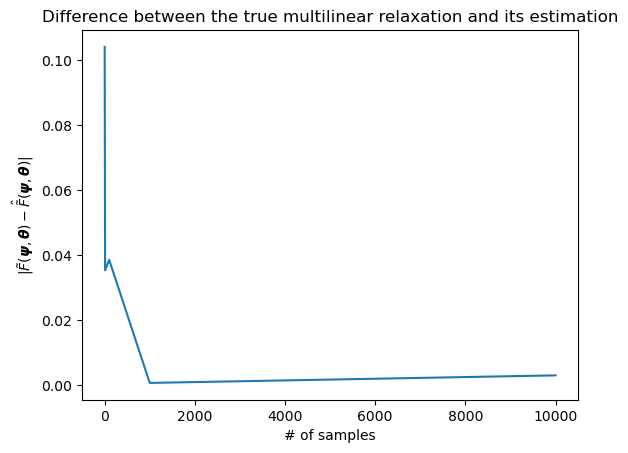 Difference between the true multilinear relaxation and its estimation
0.10
0.08
0.06
0.04
0.02
0.00
|F̃(𝝍, 𝜽) − F̂(𝝍, 𝜽)|
0 2000 4000 6000 8000 10000
# of samples